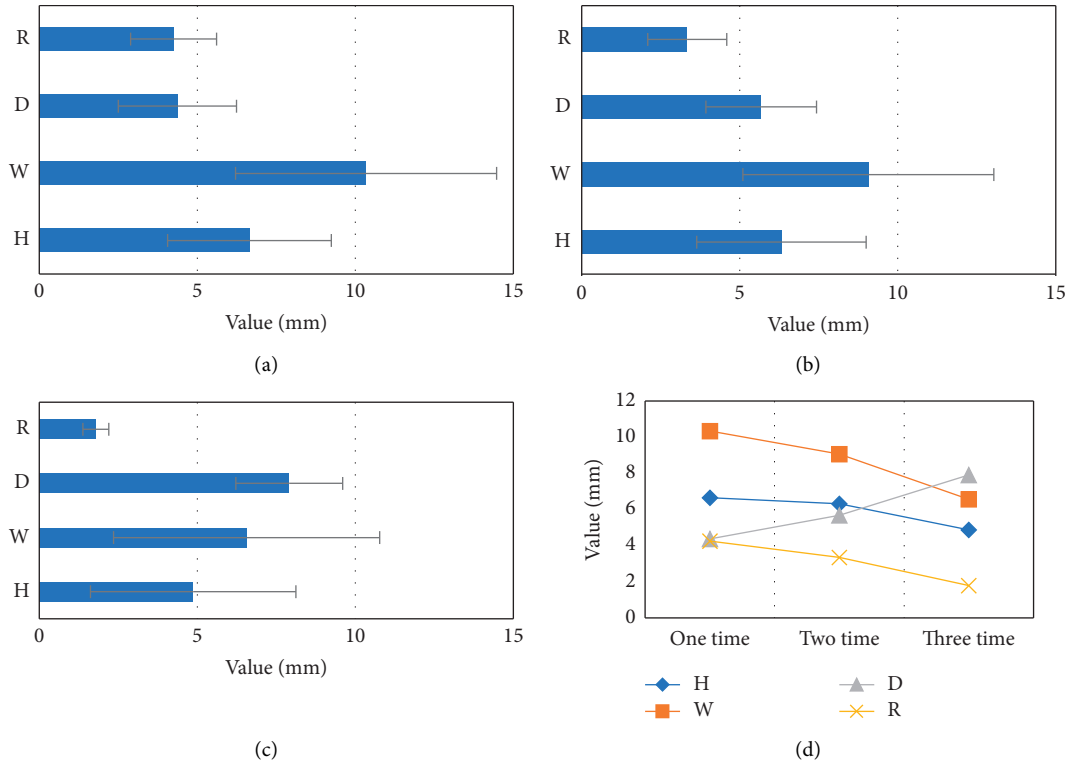 R
D
W
H
0 5 10 15
Value (mm)
(a)
R
D
W
H
0 5 10 15
Value (mm)
(b)
R
D
W
H
0 5 10 15
Value (mm)
(c)
12
10
8
6
4
2
0
Value (mm)
One time Two time Three time
H D
W R
(d)